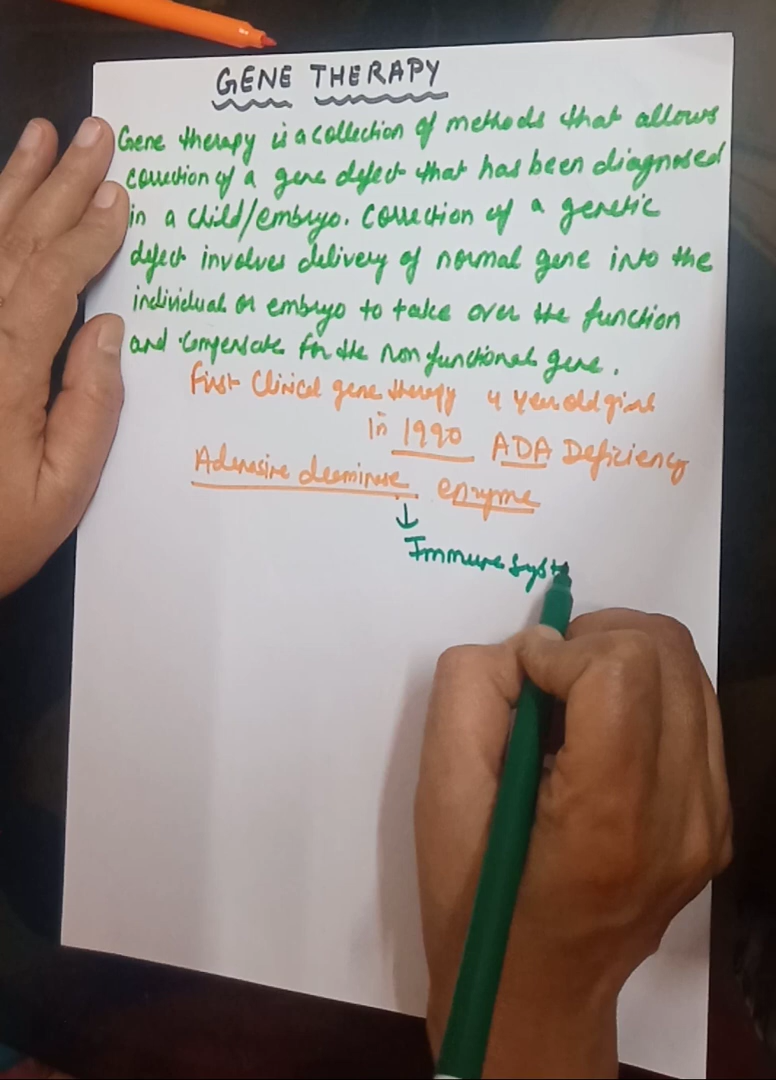 GENE THERAPY
Gene therapy is a collection of methods that allows
correction of a gene defect that has been diagnosed
in a child/embryo. Correction of a genetic
defect involves delivery of normal gene into the
individual or embryo to take over the function
and compensate for the non functional gene.
First Clinical gene therapy 4 year old girl
in 1990 ADA Deficiency
Adenosine deaminase enzyme
↓
Immune Syst